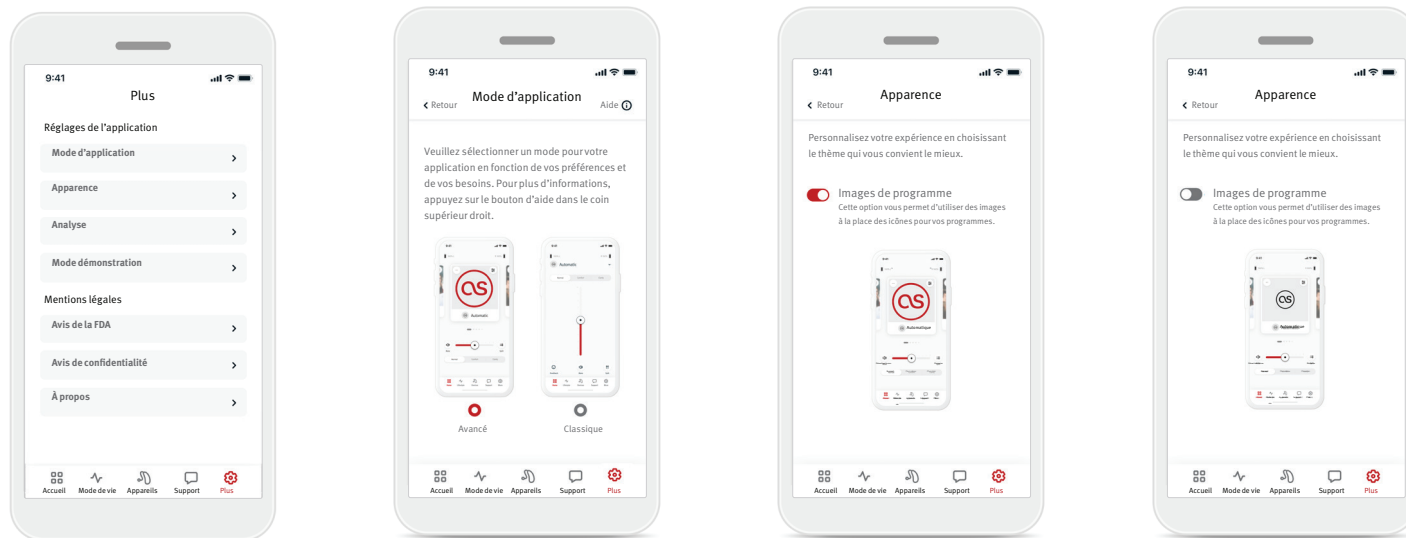 9:41
Plus
Réglages de l'application
Mode d'application
Apparence
Analyse
Mode démonstration
Mentions légales
Avis de la FDA
Avis de confidentialité
À propos
Accueil Mode de vie Appareils Support Plus
9:41
Retour Mode d'application Aide
Veuillez sélectionner un mode pour votre
application en fonction de vos préférences et
de vos besoins. Pour plus d'informations,
appuyez sur le bouton d'aide dans le coin
supérieur droit.
Automatic
Automatic
Avancé Classique
Accueil Mode de vie Appareils Support Plus
9:41
Retour Apparence
Personnalisez votre expérience en choisissant
le thème qui vous convient le mieux.
Images de programme
Cette option vous permet d'utiliser des images
à la place des icônes pour vos programmes.
Automatique
Accueil Mode de vie Appareils Support Plus
9:41
Retour Apparence
Personnalisez votre expérience en choisissant
le thème qui vous convient le mieux.
Images de programme
Cette option vous permet d'utiliser des images
à la place des icônes pour vos programmes.
Automatique
Accueil Mode de vie Appareils Support Plus